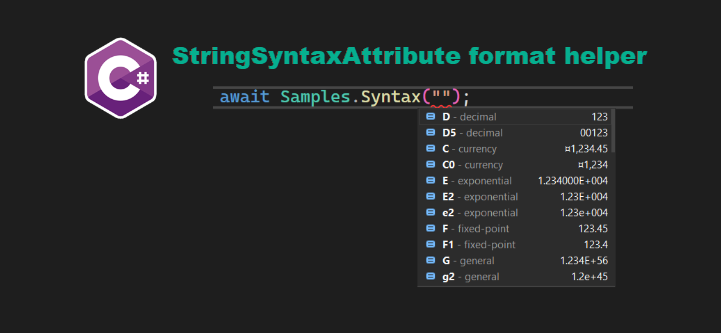 C#
StringSyntaxAttribute format helper
await Samples.Syntax("");
D - decimal 123
D5 - decimal 00123
C - currency ¤1,234.45
C0 - currency ¤1,234
E - exponential 1.234000E+004
E2 - exponential 1.23E+004
e2 - exponential 1.23e+004
F - fixed-point 123.45
F1 - fixed-point 123.4
G - general 1.234E+56
g2 - general 1.2e+45